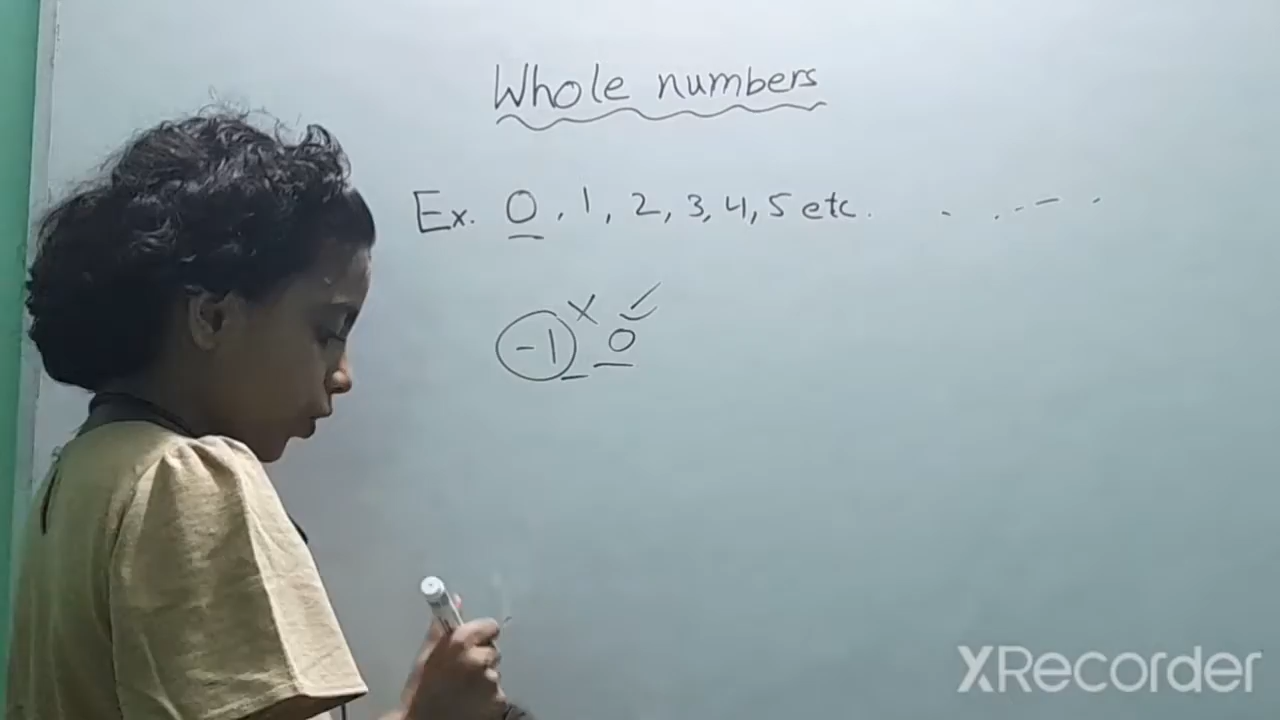 Whole numbers
Ex. 0, 1, 2, 3, 4, 5 etc. . ..-- .
-1 × 0 ✓
XRecorder